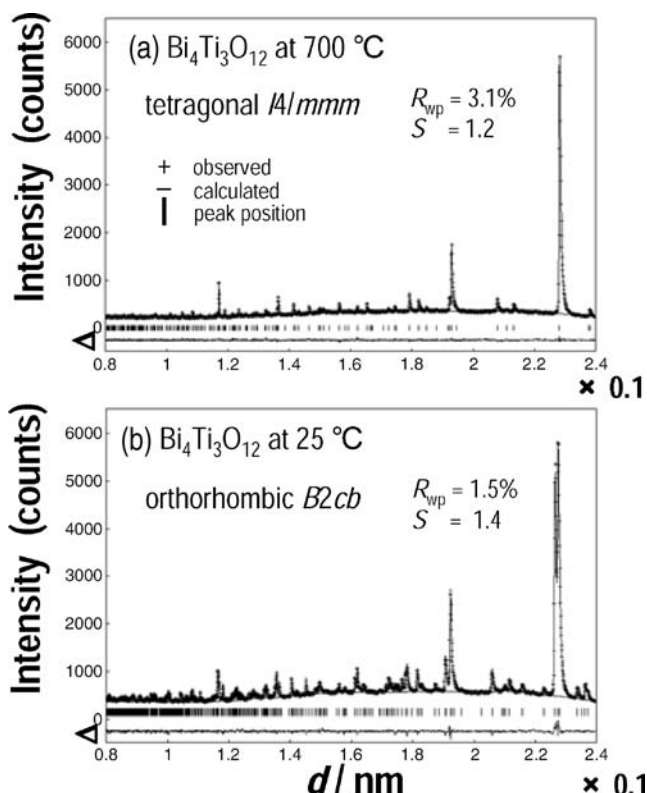 Intensity (counts)
6000
5000
4000
3000
2000
1000
0
(a) Bi₄Ti₃O₁₂ at 700 °C
tetragonal I4/mmm
R_wp = 3.1%
S = 1.2
+ observed
− calculated
| peak position
Δ
0.8 1 1.2 1.4 1.6 1.8 2 2.2 2.4
× 0.1
Intensity (counts)
6000
5000
4000
3000
2000
1000
0
(b) Bi₄Ti₃O₁₂ at 25 °C
orthorhombic B2cb
R_wp = 1.5%
S = 1.4
Δ
0.8 1 1.2 1.4 1.6 1.8 2 2.2 2.4
d / nm
× 0.1